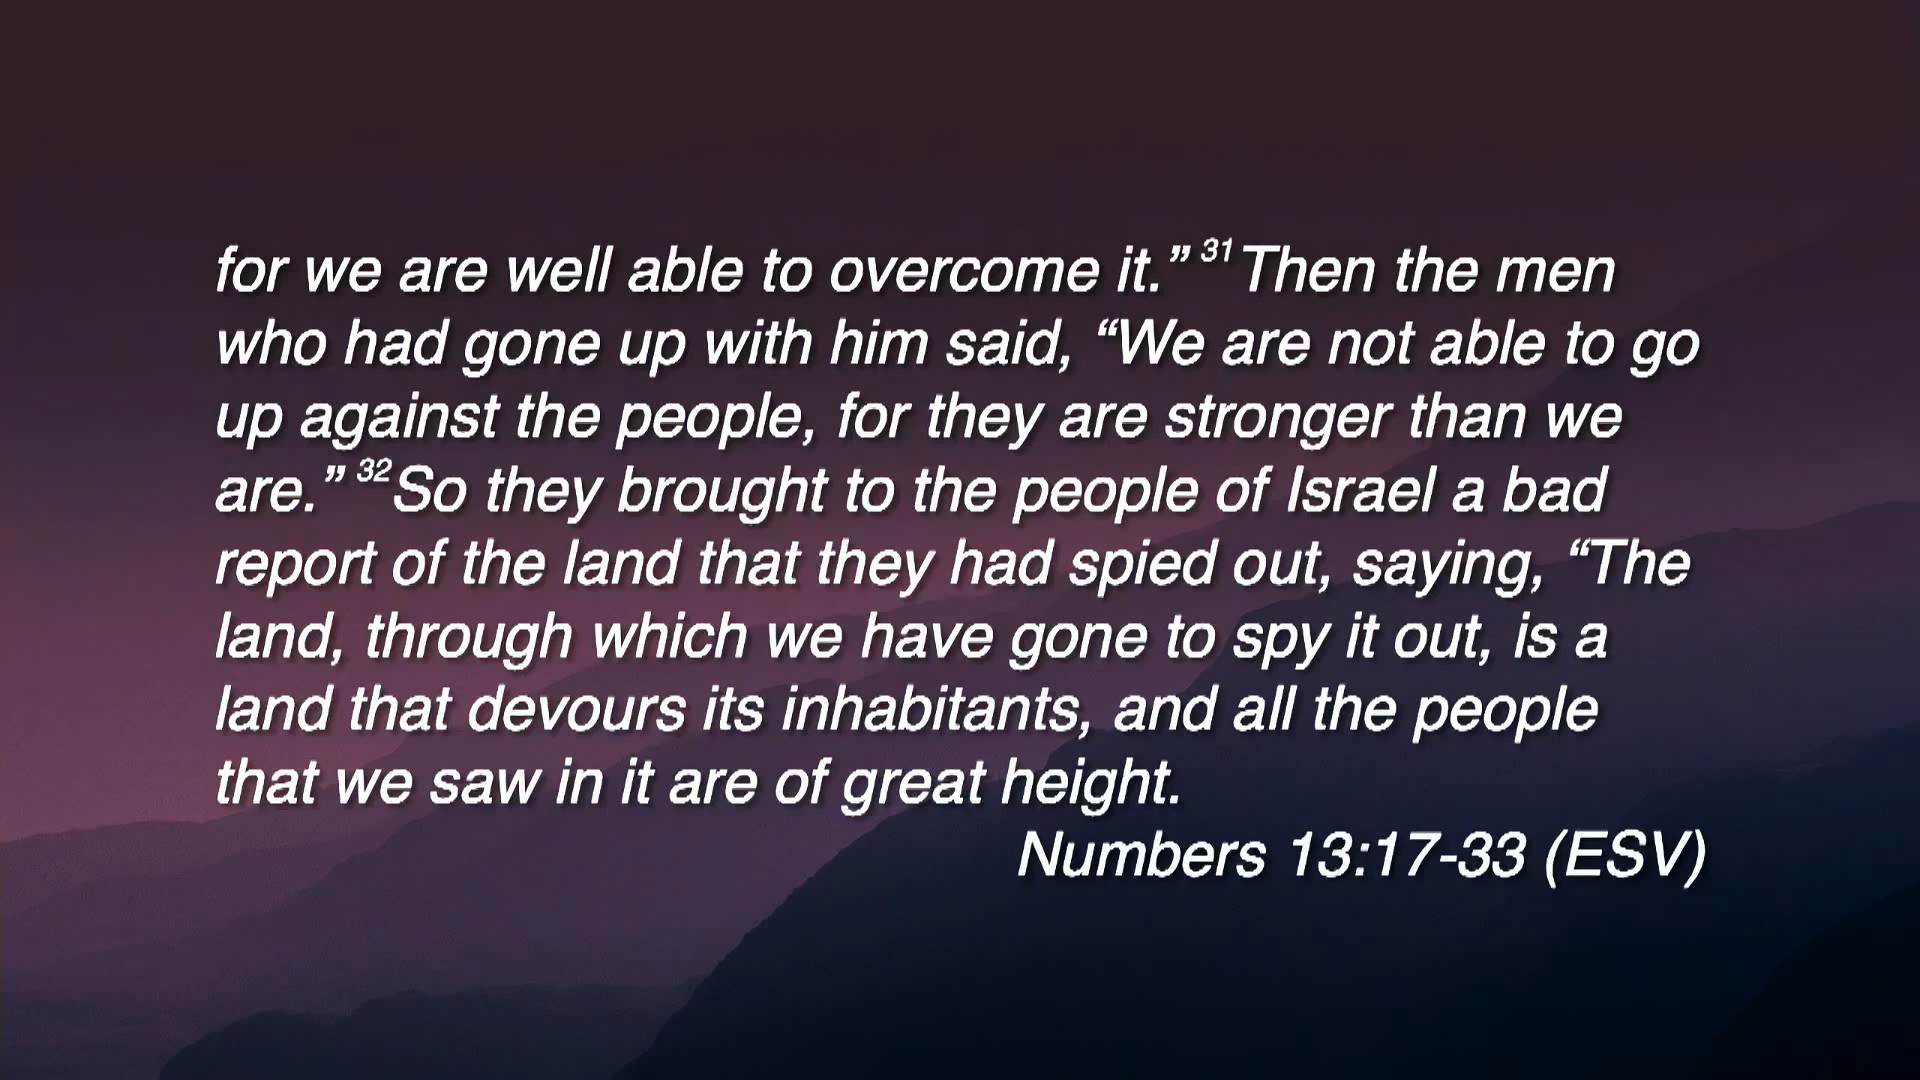 for we are well able to overcome it.” 31Then the men
who had gone up with him said, “We are not able to go
up against the people, for they are stronger than we
are.” 32So they brought to the people of Israel a bad
report of the land that they had spied out, saying, “The
land, through which we have gone to spy it out, is a
land that devours its inhabitants, and all the people
that we saw in it are of great height.
Numbers 13:17-33 (ESV)